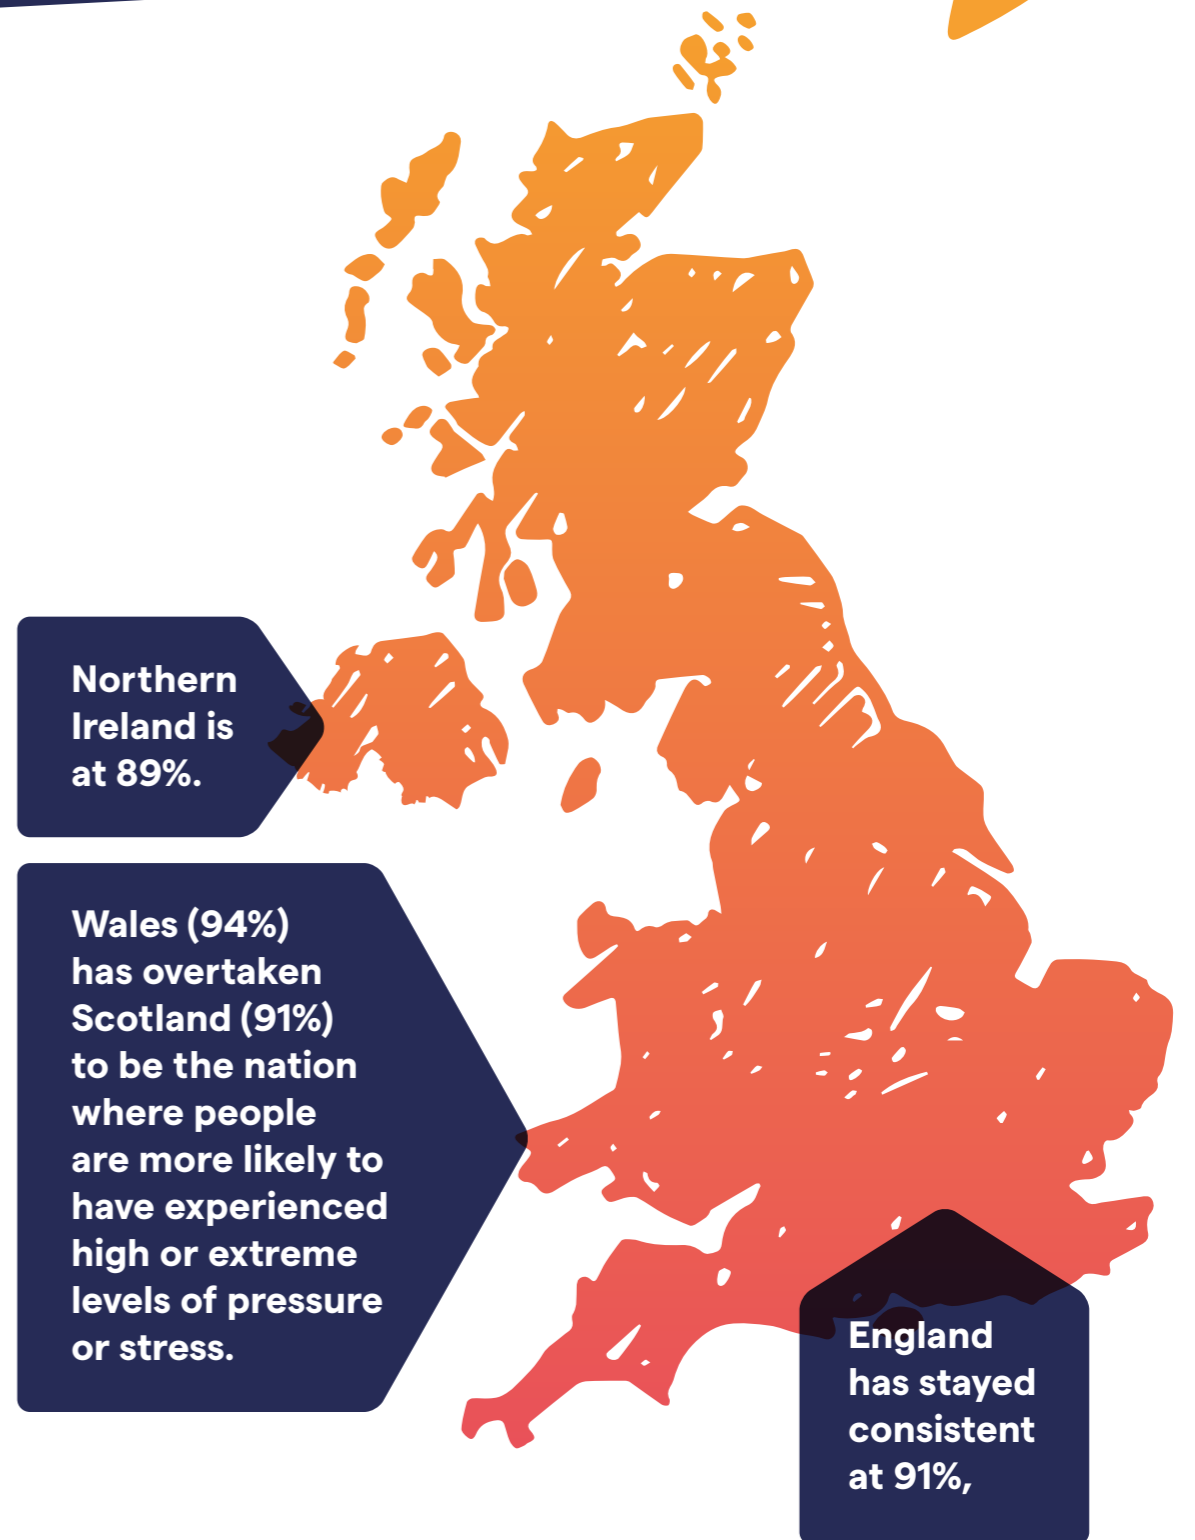 Northern
Ireland is
at 89%.
Wales (94%)
has overtaken
Scotland (91%)
to be the nation
where people
are more likely to
have experienced
high or extreme
levels of pressure
or stress.
England
has stayed
consistent
at 91%,